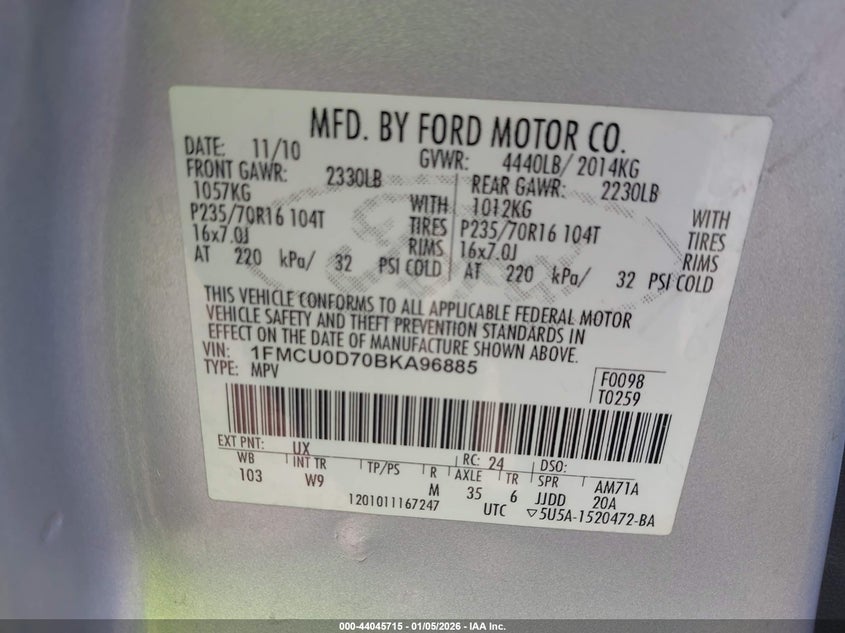 MFD. BY FORD MOTOR CO.
DATE: 11/10 GVWR: 4440LB/ 2014KG
FRONT GAWR: 2330LB REAR GAWR: 2230LB
1057KG WITH 1012KG WITH
P235/70R16 104T TIRES P235/70R16 104T TIRES
16x7.0J RIMS 16x7.0J RIMS
AT 220 kPa/ 32 PSI COLD AT 220 kPa/ 32 PSI COLD
THIS VEHICLE CONFORMS TO ALL APPLICABLE FEDERAL MOTOR
VEHICLE SAFETY AND THEFT PREVENTION STANDARDS IN
EFFECT ON THE DATE OF MANUFACTURE SHOWN ABOVE.
VIN: 1FMCU0D70BKA96885
TYPE: MPV
F0098
T0259
EXT PNT: UX RC: 24 DSO:
WB INT TR TP/PS R AXLE TR SPR AM71A
103 W9 M 35 6 JJDD 20A
1201011167247 UTC ▽5U5A-1520472-BA
000-44045715 - 01/05/2026 - IAA Inc.